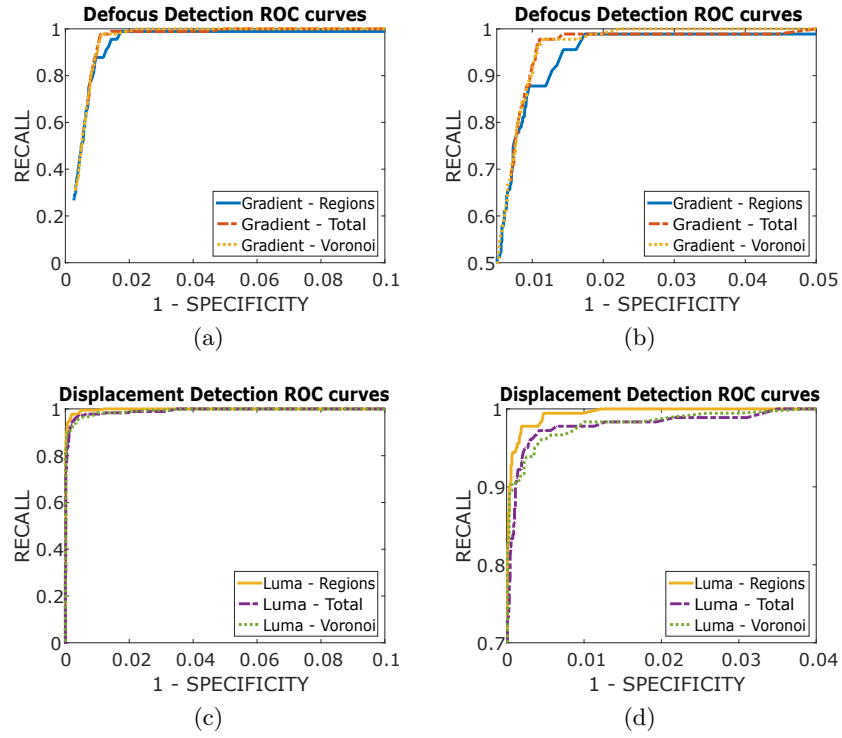 Defocus Detection ROC curves
1
0.8
0.6
0.4
0.2
0
RECALL
Gradient - Regions
Gradient - Total
Gradient - Voronoi
0 0.02 0.04 0.06 0.08 0.1
1 - SPECIFICITY
(a)
Defocus Detection ROC curves
1
0.9
0.8
0.7
0.6
0.5
RECALL
Gradient - Regions
Gradient - Total
Gradient - Voronoi
0.01 0.02 0.03 0.04 0.05
1 - SPECIFICITY
(b)
Displacement Detection ROC curves
1
0.8
0.6
0.4
0.2
0
RECALL
Luma - Regions
Luma - Total
Luma - Voronoi
0 0.02 0.04 0.06 0.08 0.1
1 - SPECIFICITY
(c)
Displacement Detection ROC curves
1
0.9
0.8
0.7
RECALL
Luma - Regions
Luma - Total
Luma - Voronoi
0 0.01 0.02 0.03 0.04
1 - SPECIFICITY
(d)